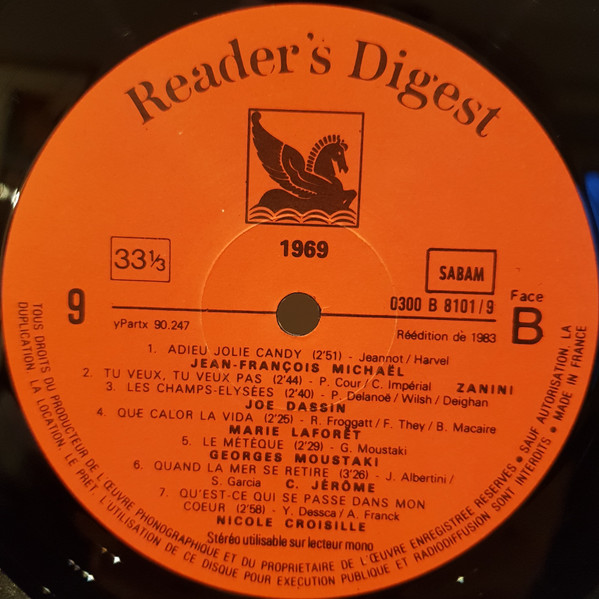 Reader's Digest
1969
33⅓
SABAM
9
yPartx 90.247
0300 B 8101/9
Réédition de 1983
Face
B
1. ADIEU JOLIE CANDY (2'51) - Jeannot/Harvel
JEAN-FRANÇOIS MICHAËL
2. TU VEUX, TU VEUX PAS (2'44) - P. Cour/C. Impérial ZANINI
3. LES CHAMPS-ELYSÉES (2'40) - P. Delanoë/Wilsh/Deighan
JOE DASSIN
4. QUE CALOR LA VIDA (2'25) - R. Froggatt/F. They/B. Macaire
MARIE LAFORÊT
5. LE MÉTÈQUE (2'29) - G. Moustaki
GEORGES MOUSTAKI
6. QUAND LA MER SE RETIRE (3'26) - J. Albertini/
S. Garcia C. JÉRÔME
7. QU'EST-CE QUI SE PASSE DANS MON
COEUR (2'58) - Y. Dessca/A. Franck
NICOLE CROISILLE
Stéréo utilisable sur lecteur mono
TOUS DROITS DU PRODUCTEUR DE L'ŒUVRE PHONOGRAPHIQUE ET DU PROPRIETAIRE DE L'ŒUVRE ENREGISTREE RESERVES • SAUF AUTORISATION, LA
DUPLICATION, LA LOCATION, LE PRET, L'UTILISATION DE CE DISQUE POUR EXECUTION PUBLIQUE ET RADIODIFFUSION SONT INTERDITS • MADE IN FRANCE